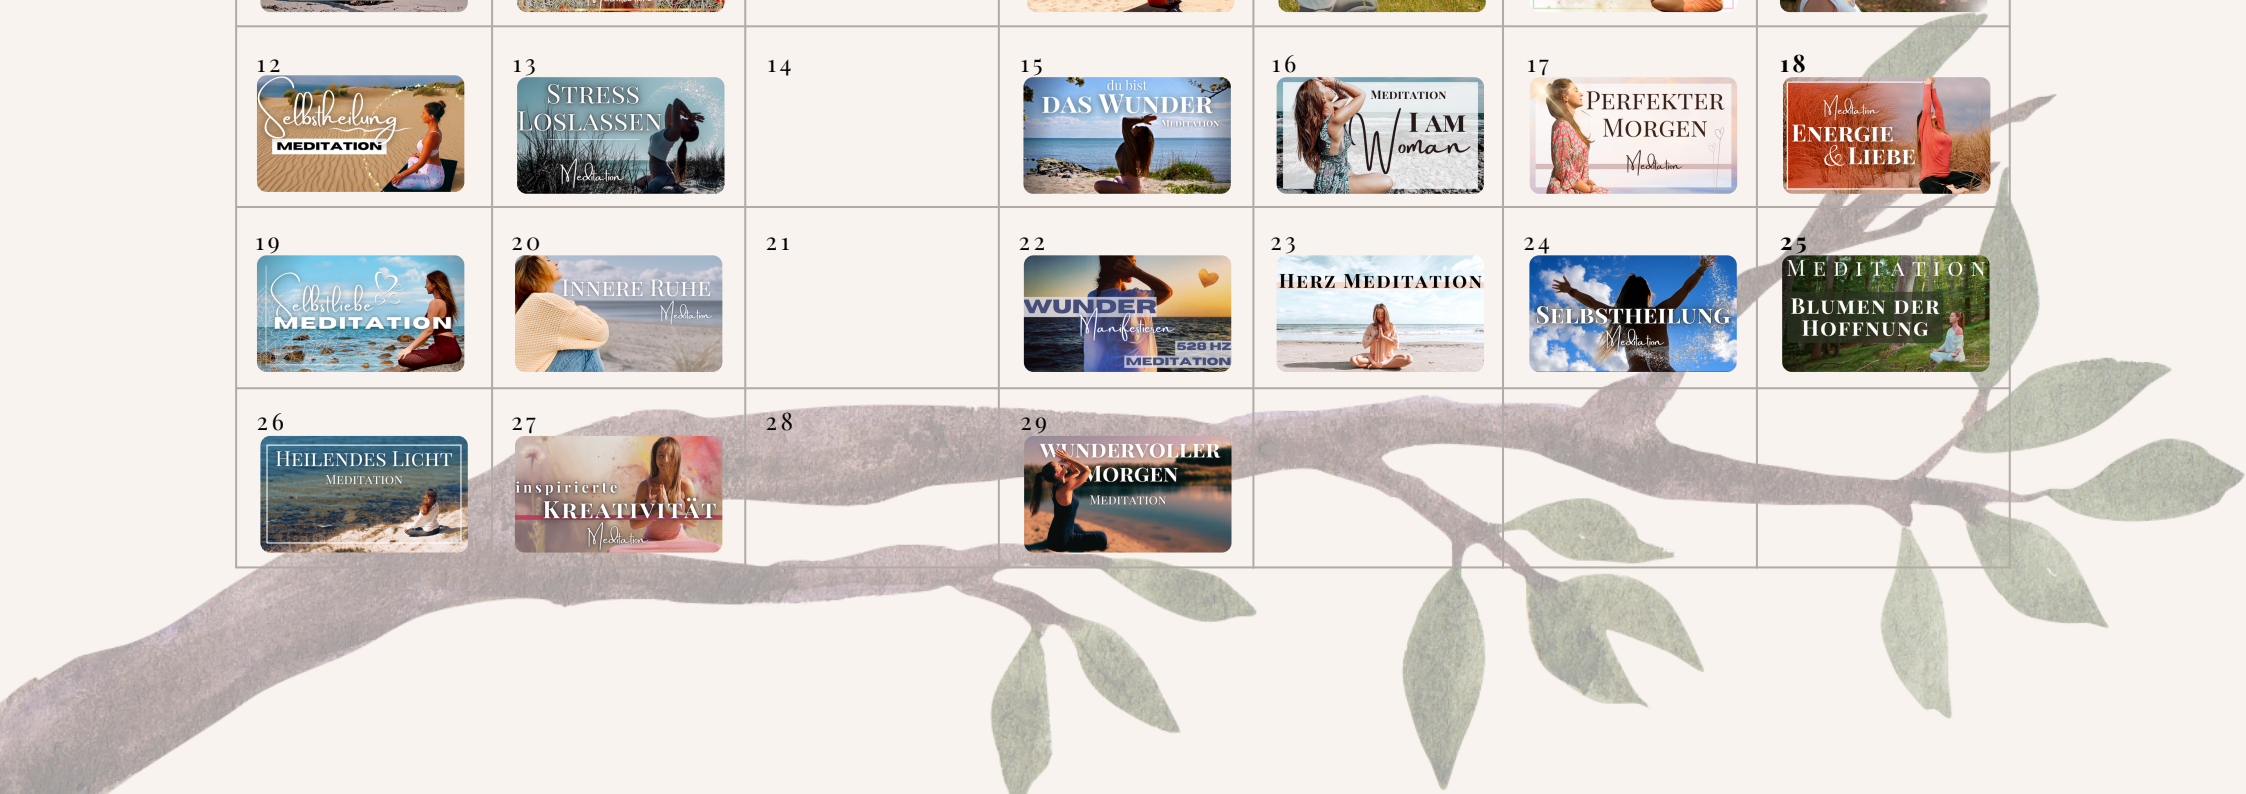 12
Selbstheilung
MEDITATION
13
STRESS
LOSLASSEN
Meditation
14
15
du bist
DAS WUNDER
MEDITATION
16
MEDITATION
I AM
Woman
17
PERFEKTER
MORGEN
Meditation
18
Meditation
ENERGIE
& LIEBE
19
Selbstliebe
MEDITATION
20
INNERE RUHE
Meditation
21
22
WUNDER
Manifestieren
528 HZ
MEDITATION
23
HERZ MEDITATION
24
SELBSTHEILUNG
Meditation
25
MEDITATION
BLUMEN DER
HOFFNUNG
26
HEILENDES LICHT
MEDITATION
27
inspirierte
KREATIVITÄT
Meditation
28
29
WUNDERVOLLER
MORGEN
MEDITATION